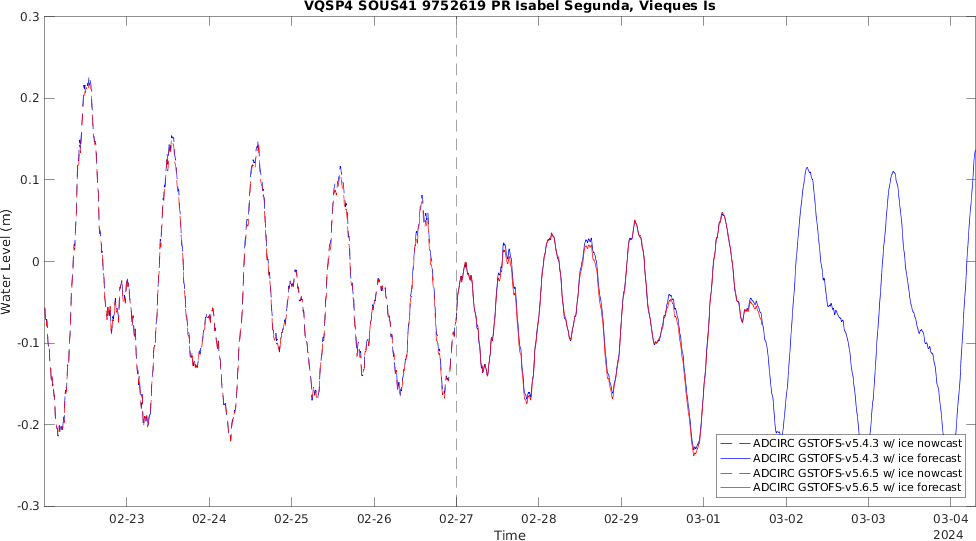 VQSP4 SOUS41 9752619 PR Isabel Segunda, Vieques Is
0.3
0.2
0.1
0
-0.1
-0.2
-0.3
Water Level (m)
02-23 02-24 02-25 02-26 02-27 02-28 02-29 03-01 03-02 03-03 03-04
Time
2024
ADCIRC GSTOFS-v5.4.3 w/ ice nowcast
ADCIRC GSTOFS-v5.4.3 w/ ice forecast
ADCIRC GSTOFS-v5.6.5 w/ ice nowcast
ADCIRC GSTOFS-v5.6.5 w/ ice forecast